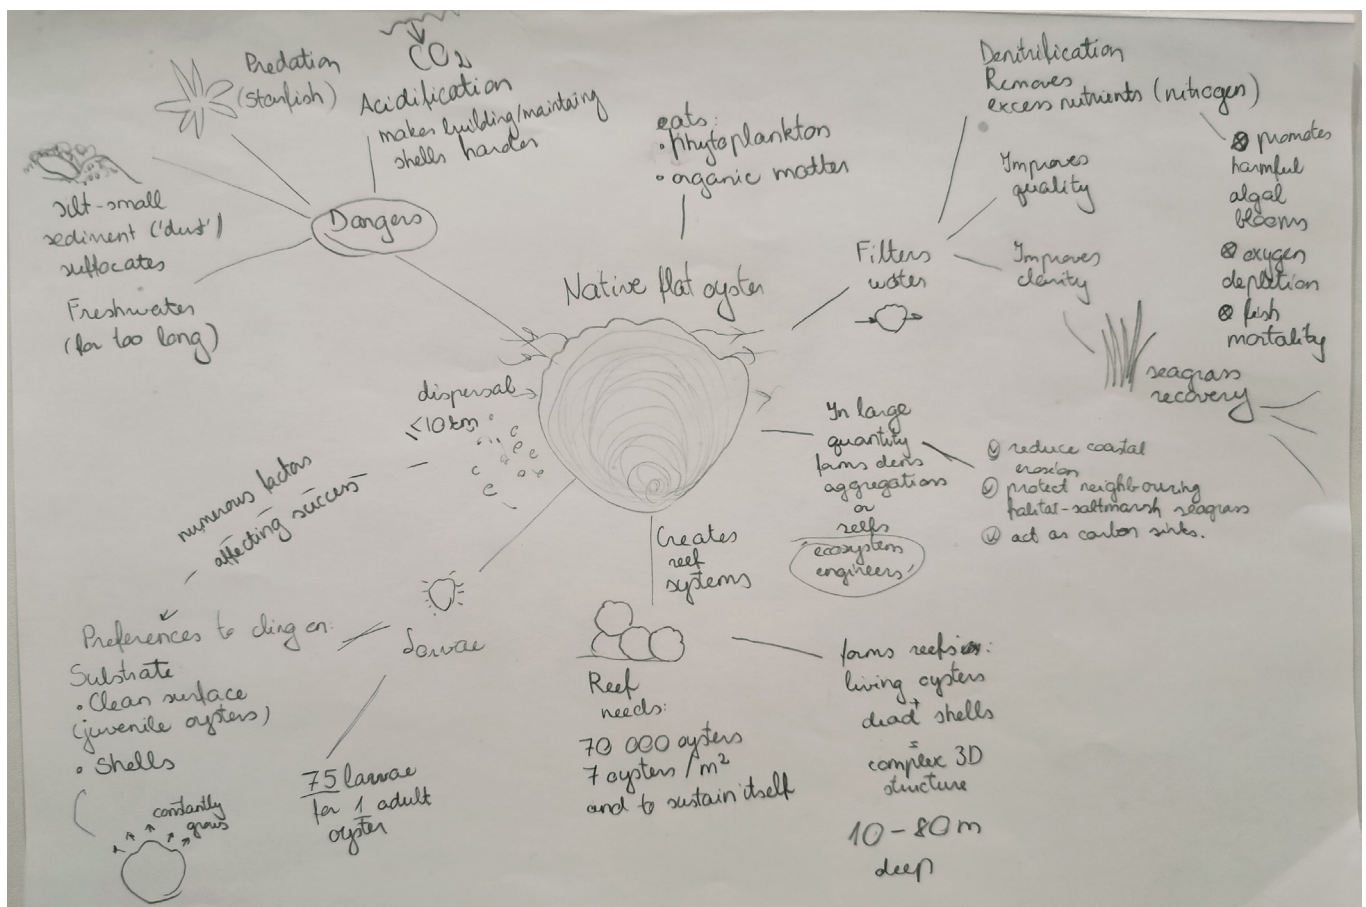 Predation
(Starfish)
CO2
Acidification
makes building/maintaing
shells harder
silt-small
sediment ('dust')
suffocates
Freshwater
(for too long)
Dangers
eats:
• Phytoplankton
• organic matter
Native flat oyster
Filters
water
Denitrification
Removes
excess nutrients (nitrogen)
⊗ promotes
harmful
algal
blooms
⊗ oxygen
depletion
⊗ fish
mortality
Improves
quality
Improves
clarity
seagrass
recovery
In large
quantity
forms dens
aggregations
or
reefs
ecosystem
engineers'
reduce coastal
erosion
protect neighbouring
habitat-saltmarsh seagrass
act as carbon sinks.
dispersal
<10 km
numerous factors
affecting success
Creates
reef
systems
Larvae
Preferences to cling on:
Substrate
• Clean surface
(juvenile oysters)
• Shells
constantly
grows
75 larvae
for 1 adult
oyster
Reef
needs:
70 000 oysters
7 oysters/m²
and to sustain itself
forms reefs
living oysters
+
dead shells
=
complex 3D
structure
10-80m
deep